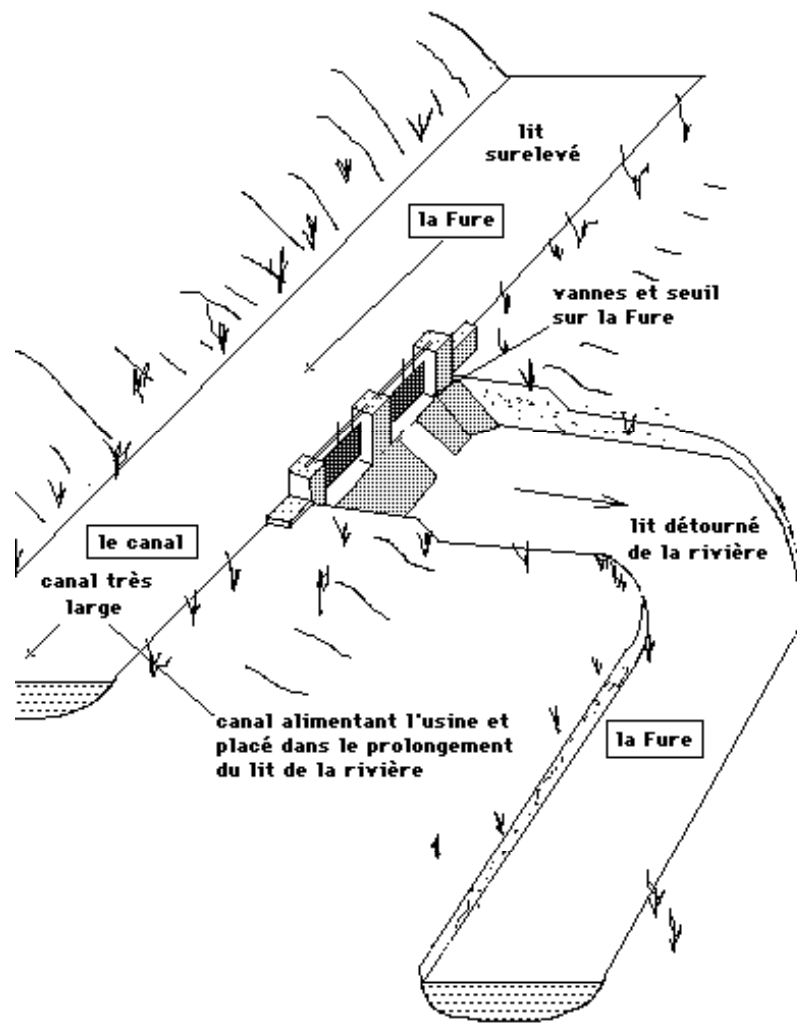 lit
surelevé
la Fure
vannes et seuil
sur la Fure
le canal
canal très
large
lit détourné
de la rivière
canal alimentant l'usine et
placé dans le prolongement
du lit de la rivière
la Fure